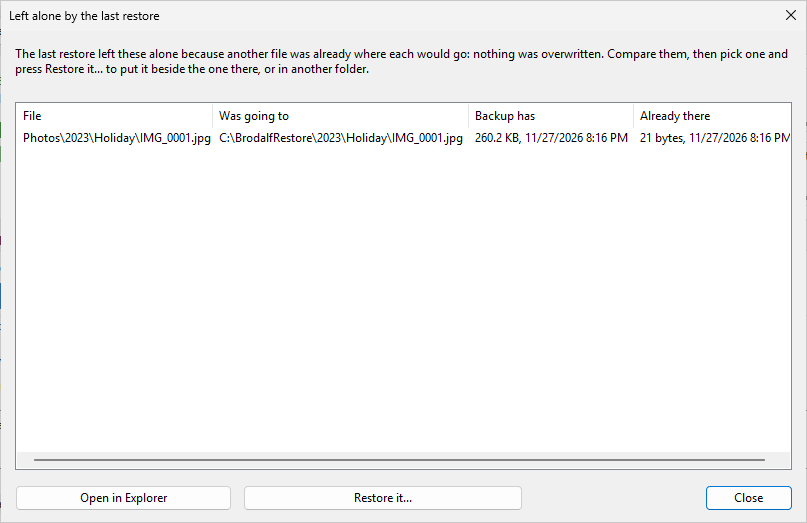 Left alone by the last restore
The last restore left these alone because another file was already where each would go: nothing was overwritten. Compare them, then pick one and
press Restore it... to put it beside the one there, or in another folder.
File Was going to Backup has Already there
Photos\2023\Holiday\IMG_0001.jpg C:\BrodalfRestore\2023\Holiday\IMG_0001.jpg 260.2 KB, 11/27/2026 8:16 PM 21 bytes, 11/27/2026 8:16 PM
Open in Explorer Restore it... Close